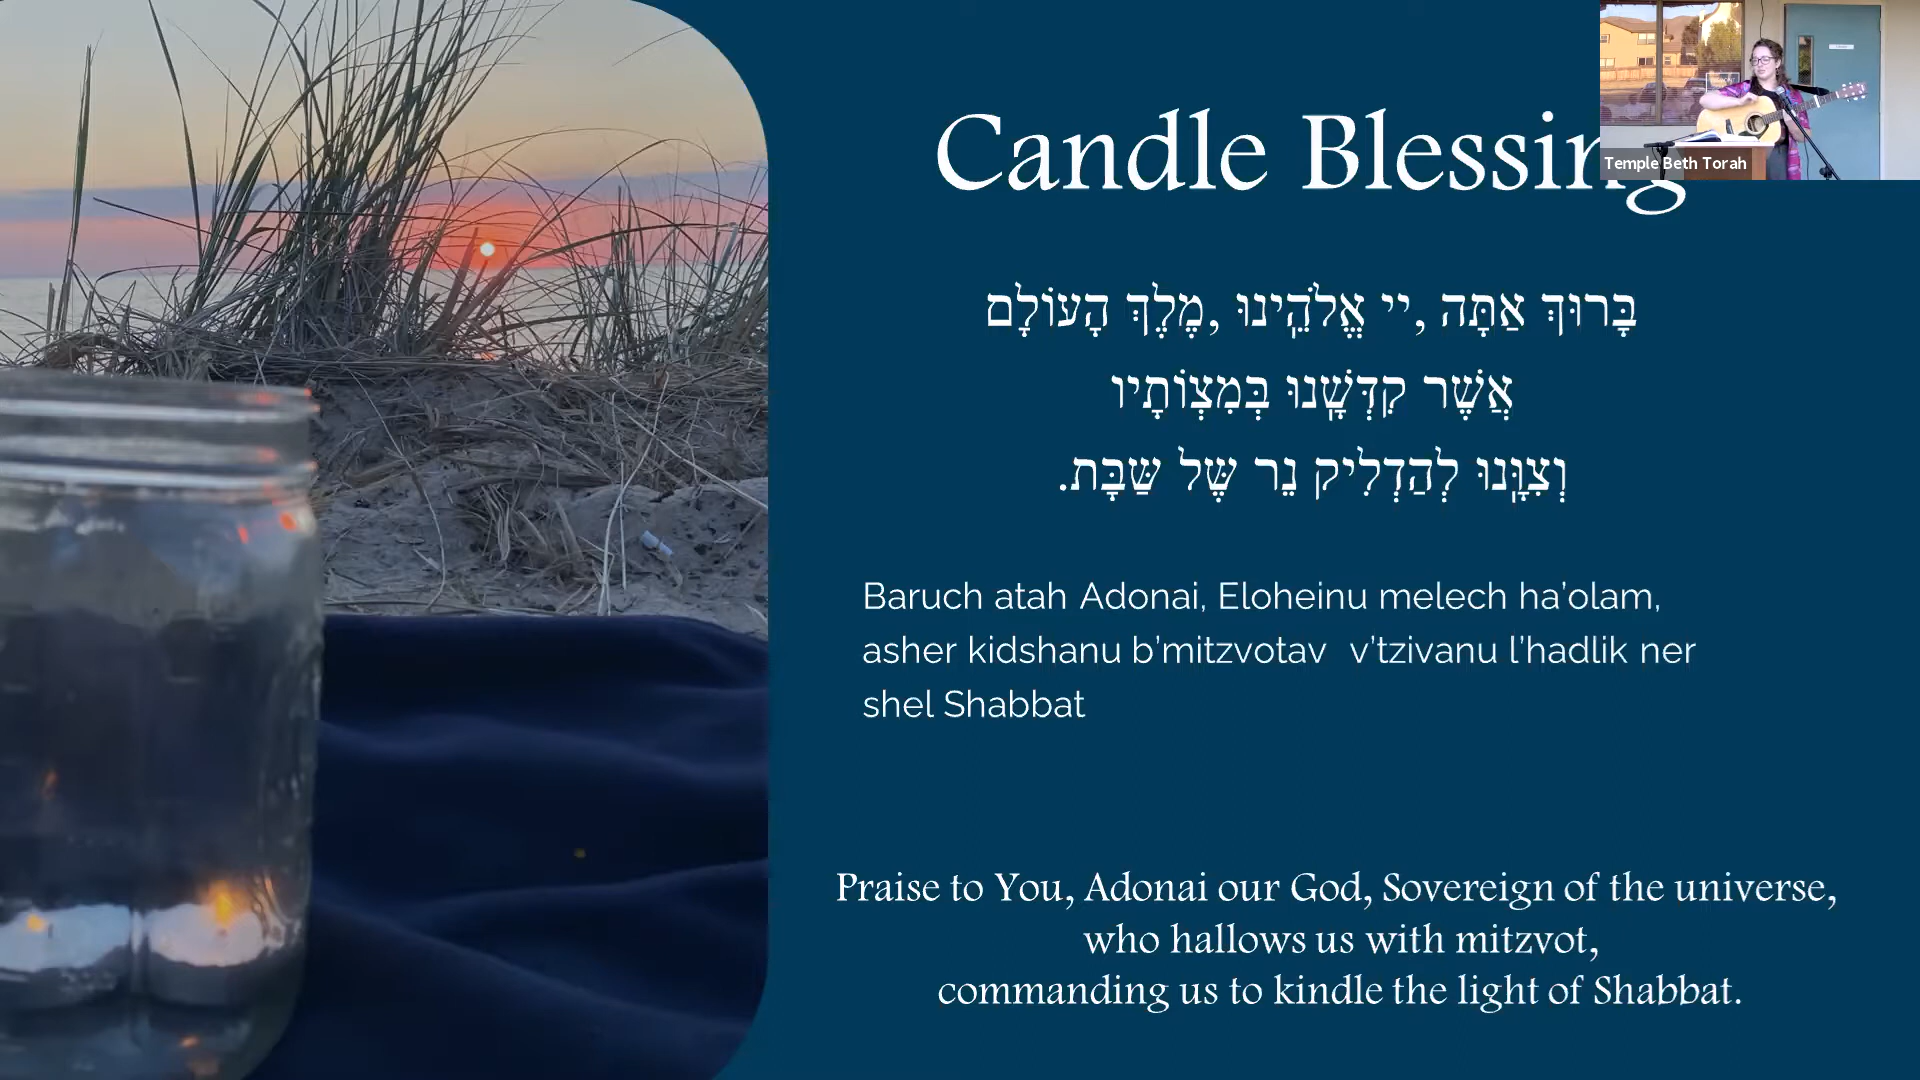 Candle Blessing
Temple Beth Torah
בָּרוּךְ אַתָּה ,יי אֱלֹהֵֽינוּ ,מֶלֶךְ הָעוֹלָם
אֲשֶׁר קִדְּשָֽׁנוּ בְּמִצְוֹתָיו
וְצִוָּֽנוּ לְהַדְלִיק נֵר שֶׁל שַׁבָּת.
Baruch atah Adonai, Eloheinu melech ha'olam,
asher kidshanu b'mitzvotav v'tzivanu l'hadlik ner
shel Shabbat
Praise to You, Adonai our God, Sovereign of the universe,
who hallows us with mitzvot,
commanding us to kindle the light of Shabbat.